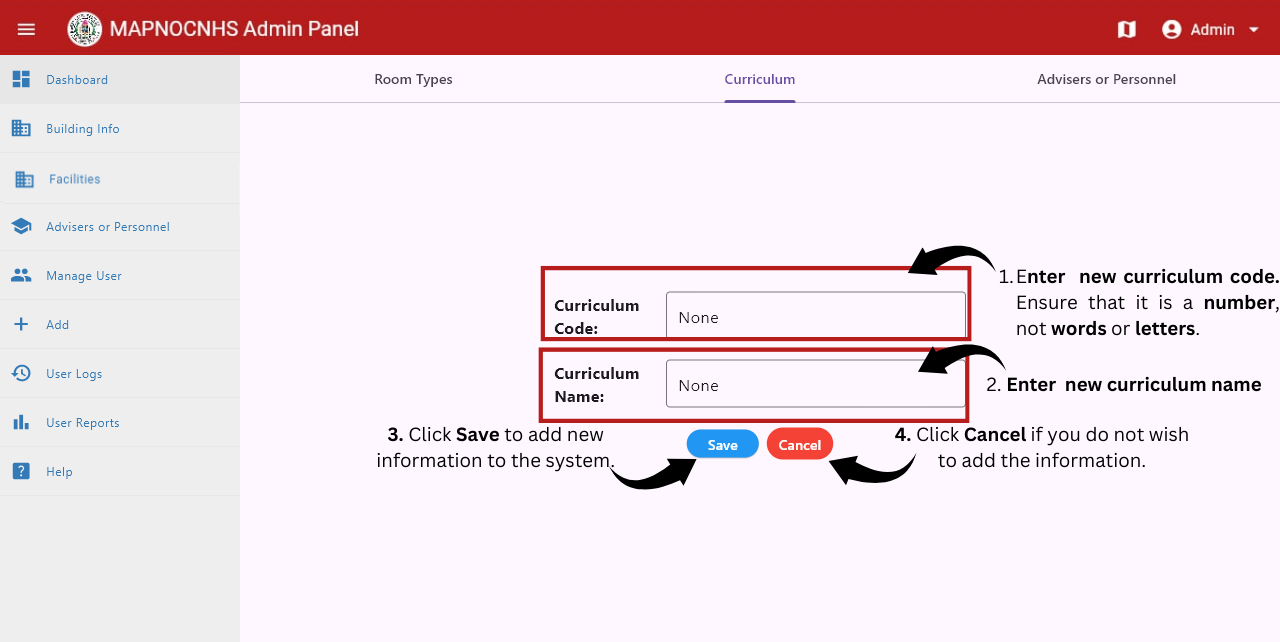 MAPNOCNHS Admin Panel
Admin
Dashboard
Building Info
Facilities
Advisers or Personnel
Manage User
Add
User Logs
User Reports
Help
Room Types
Curriculum
Advisers or Personnel
Curriculum
Code:
None
1. Enter new curriculum code.
Ensure that it is a number,
not words or letters.
Curriculum
Name:
None
2. Enter new curriculum name
3. Click Save to add new
information to the system.
Save
Cancel
4. Click Cancel if you do not wish
to add the information.